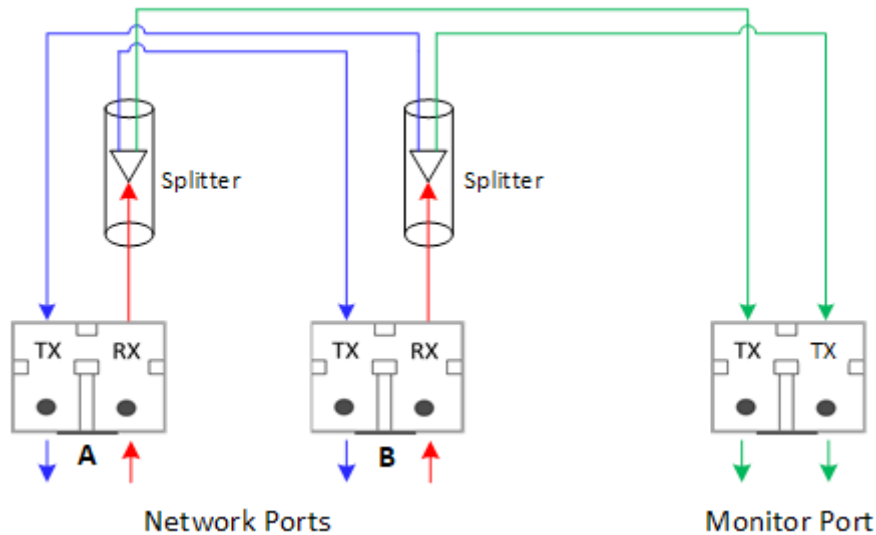 Splitter
Splitter
TX RX
TX RX
TX TX
A
B
Network Ports
Monitor Port